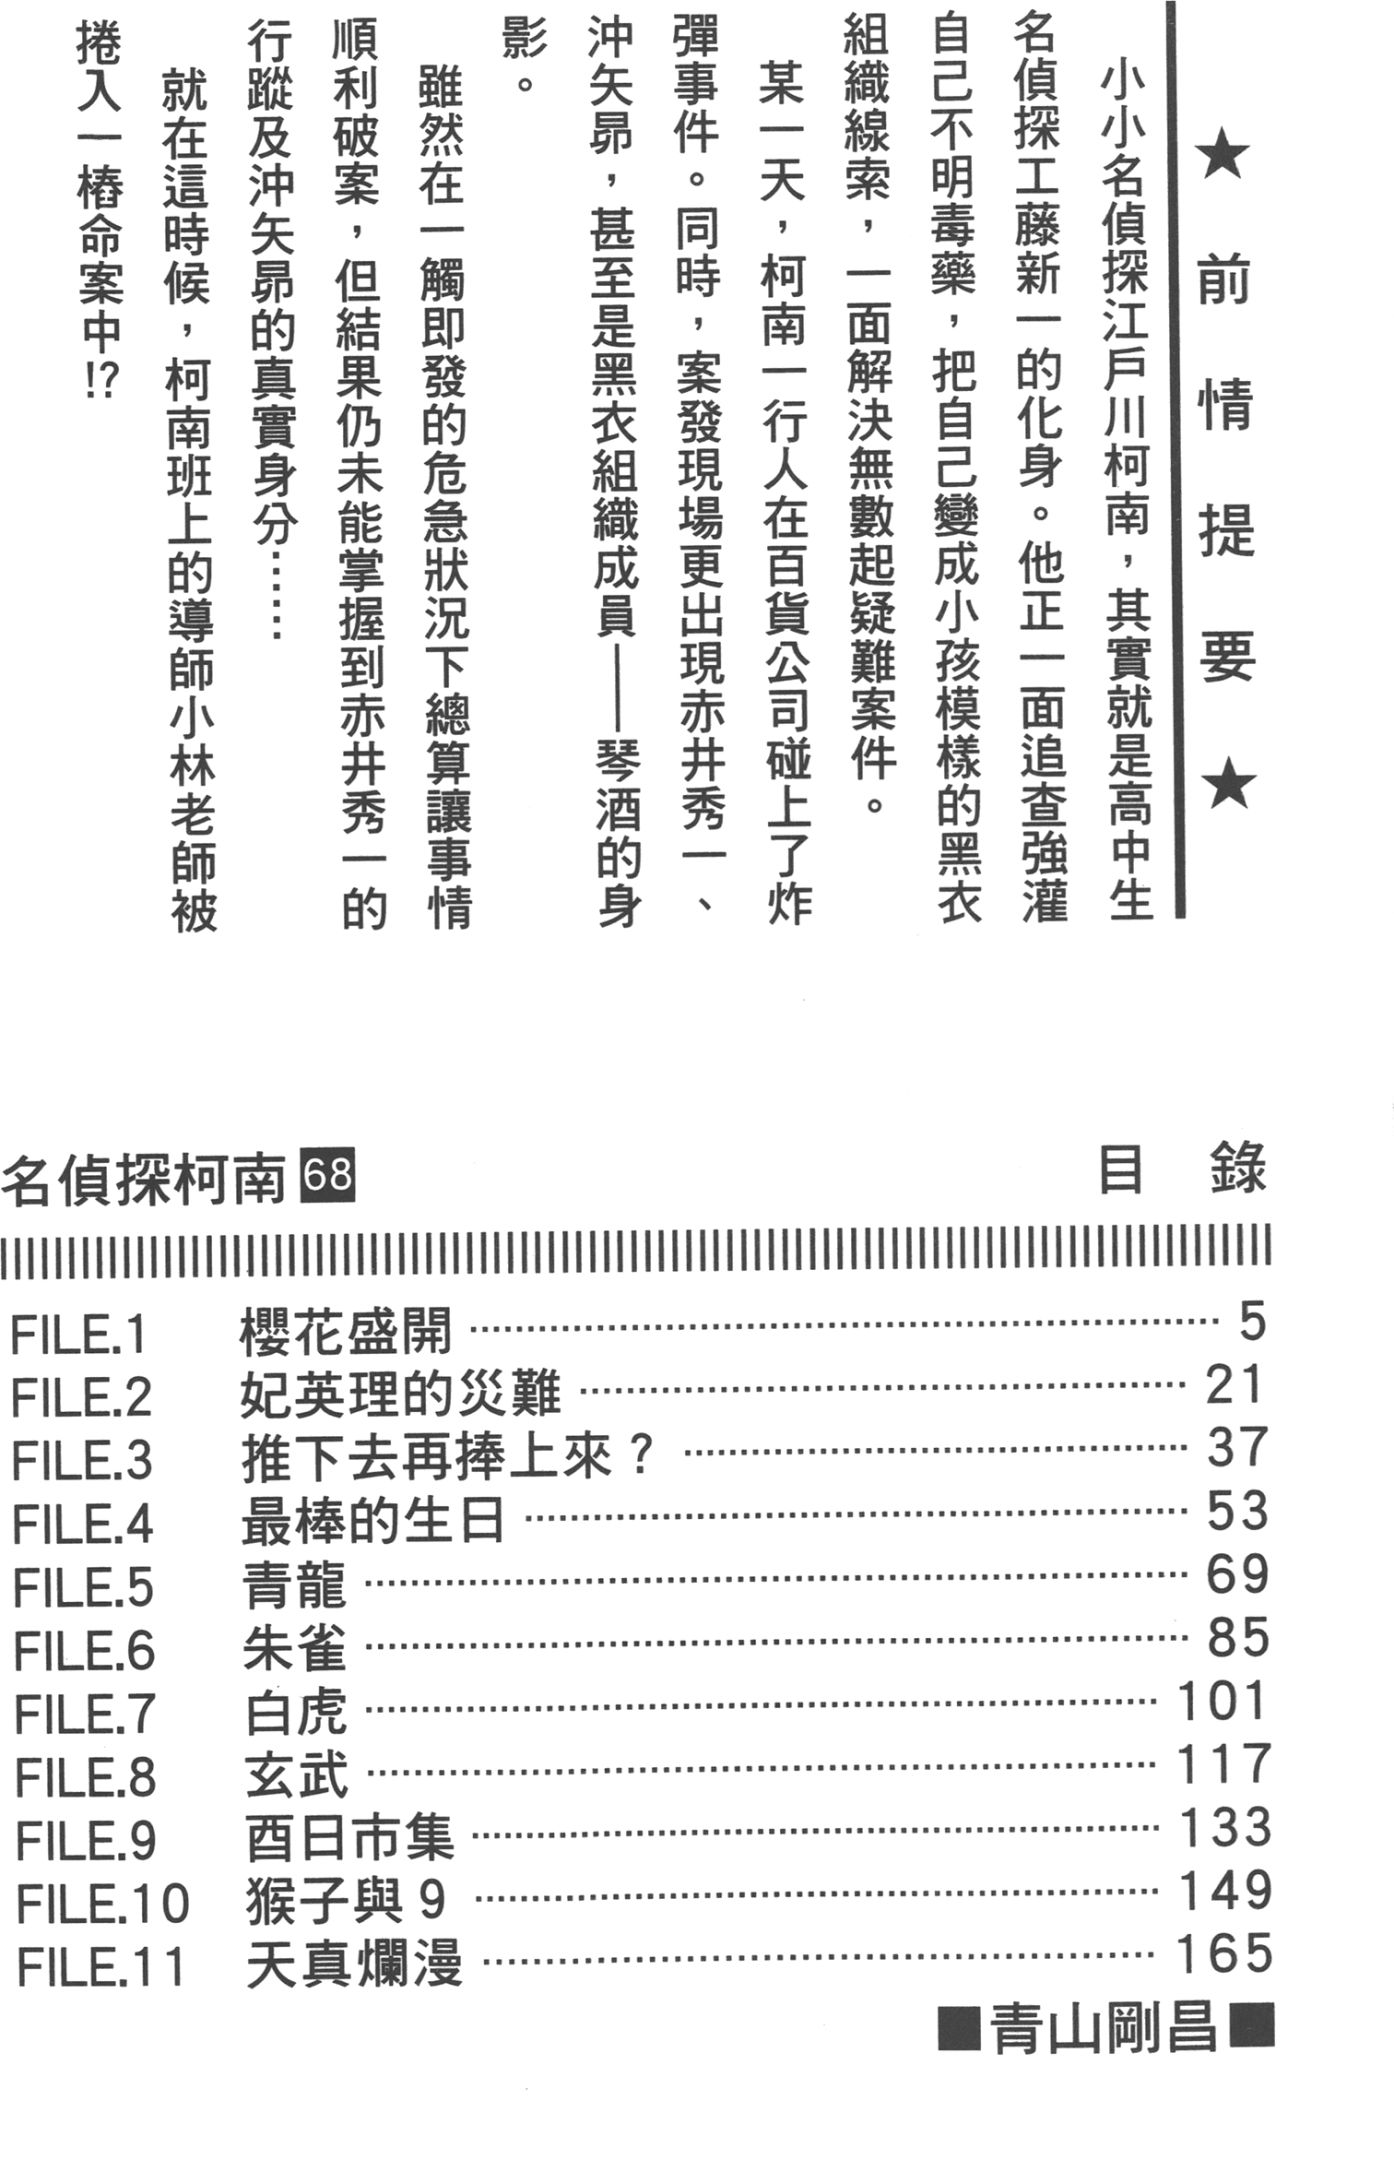 ★前情提要★
小小名偵探江戶川柯南，其實就是高中生
名偵探工藤新一的化身。他正一面追查強灌
自己不明毒藥，把自己變成小孩模樣的黑衣
組織線索，一面解決無數起疑難案件。
某一天，柯南一行人在百貨公司碰上了炸
彈事件。同時，案發現場更出現赤井秀一、
沖矢昴，甚至是黑衣組織成員——琴酒的身
影。
雖然在一觸即發的危急狀況下總算讓事情
順利破案，但結果仍未能掌握到赤井秀一的
行蹤及沖矢昴的真實身分……
就在這時候，柯南班上的導師小林老師被
捲入一樁命案中!?
名偵探柯南 68 目 錄
FILE.1 櫻花盛開 …… 5
FILE.2 妃英理的災難 …… 21
FILE.3 推下去再捧上來？ …… 37
FILE.4 最棒的生日 …… 53
FILE.5 青龍 …… 69
FILE.6 朱雀 …… 85
FILE.7 白虎 …… 101
FILE.8 玄武 …… 117
FILE.9 酉日市集 …… 133
FILE.10 猴子與9 …… 149
FILE.11 天真爛漫 …… 165
■青山剛昌■